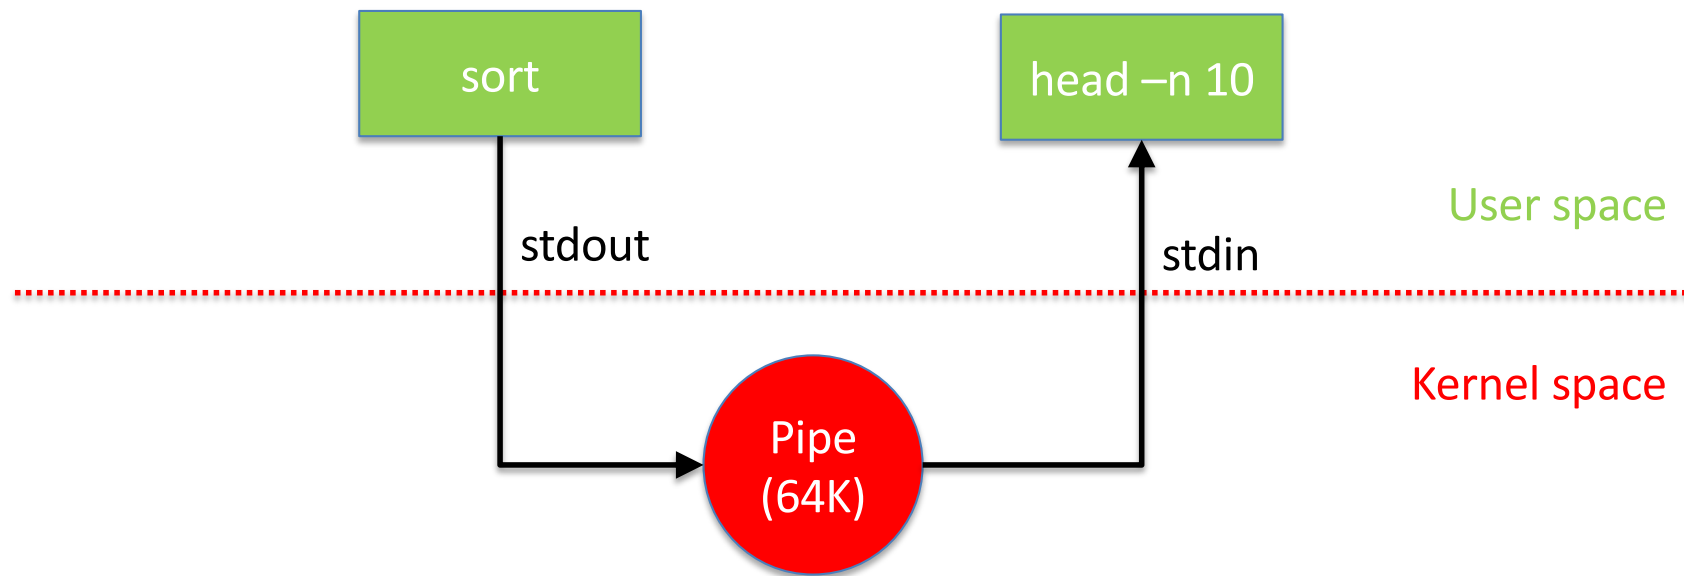 sort
head –n 10
User space
stdout
stdin
Kernel space
Pipe
(64K)